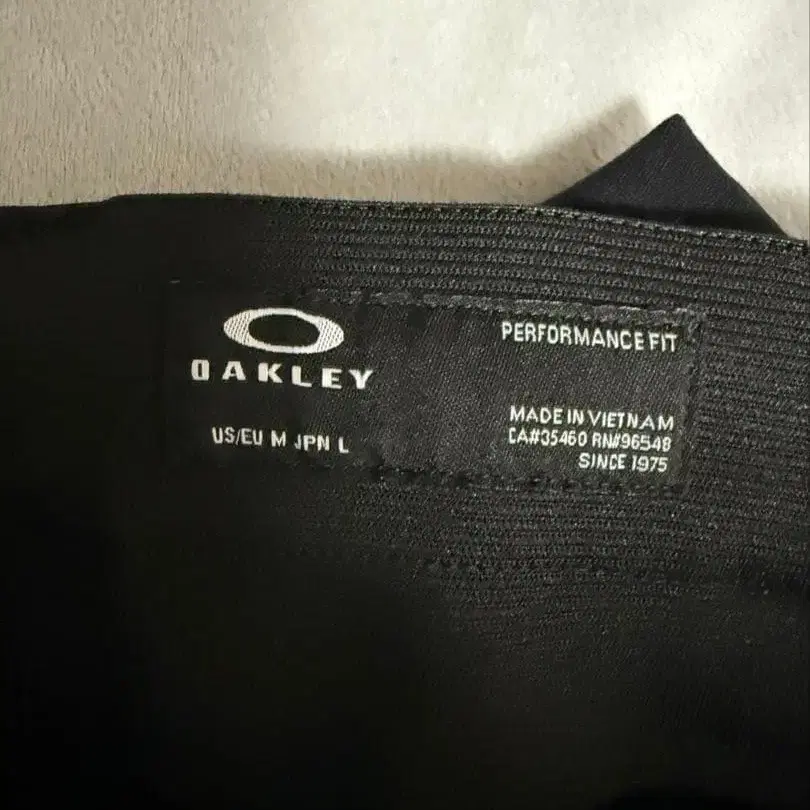 OAKLEY
US/EU M JPN L
PERFORMANCE FIT
MADE IN VIETNAM
CA#35460 RN#96548
SINCE 1975